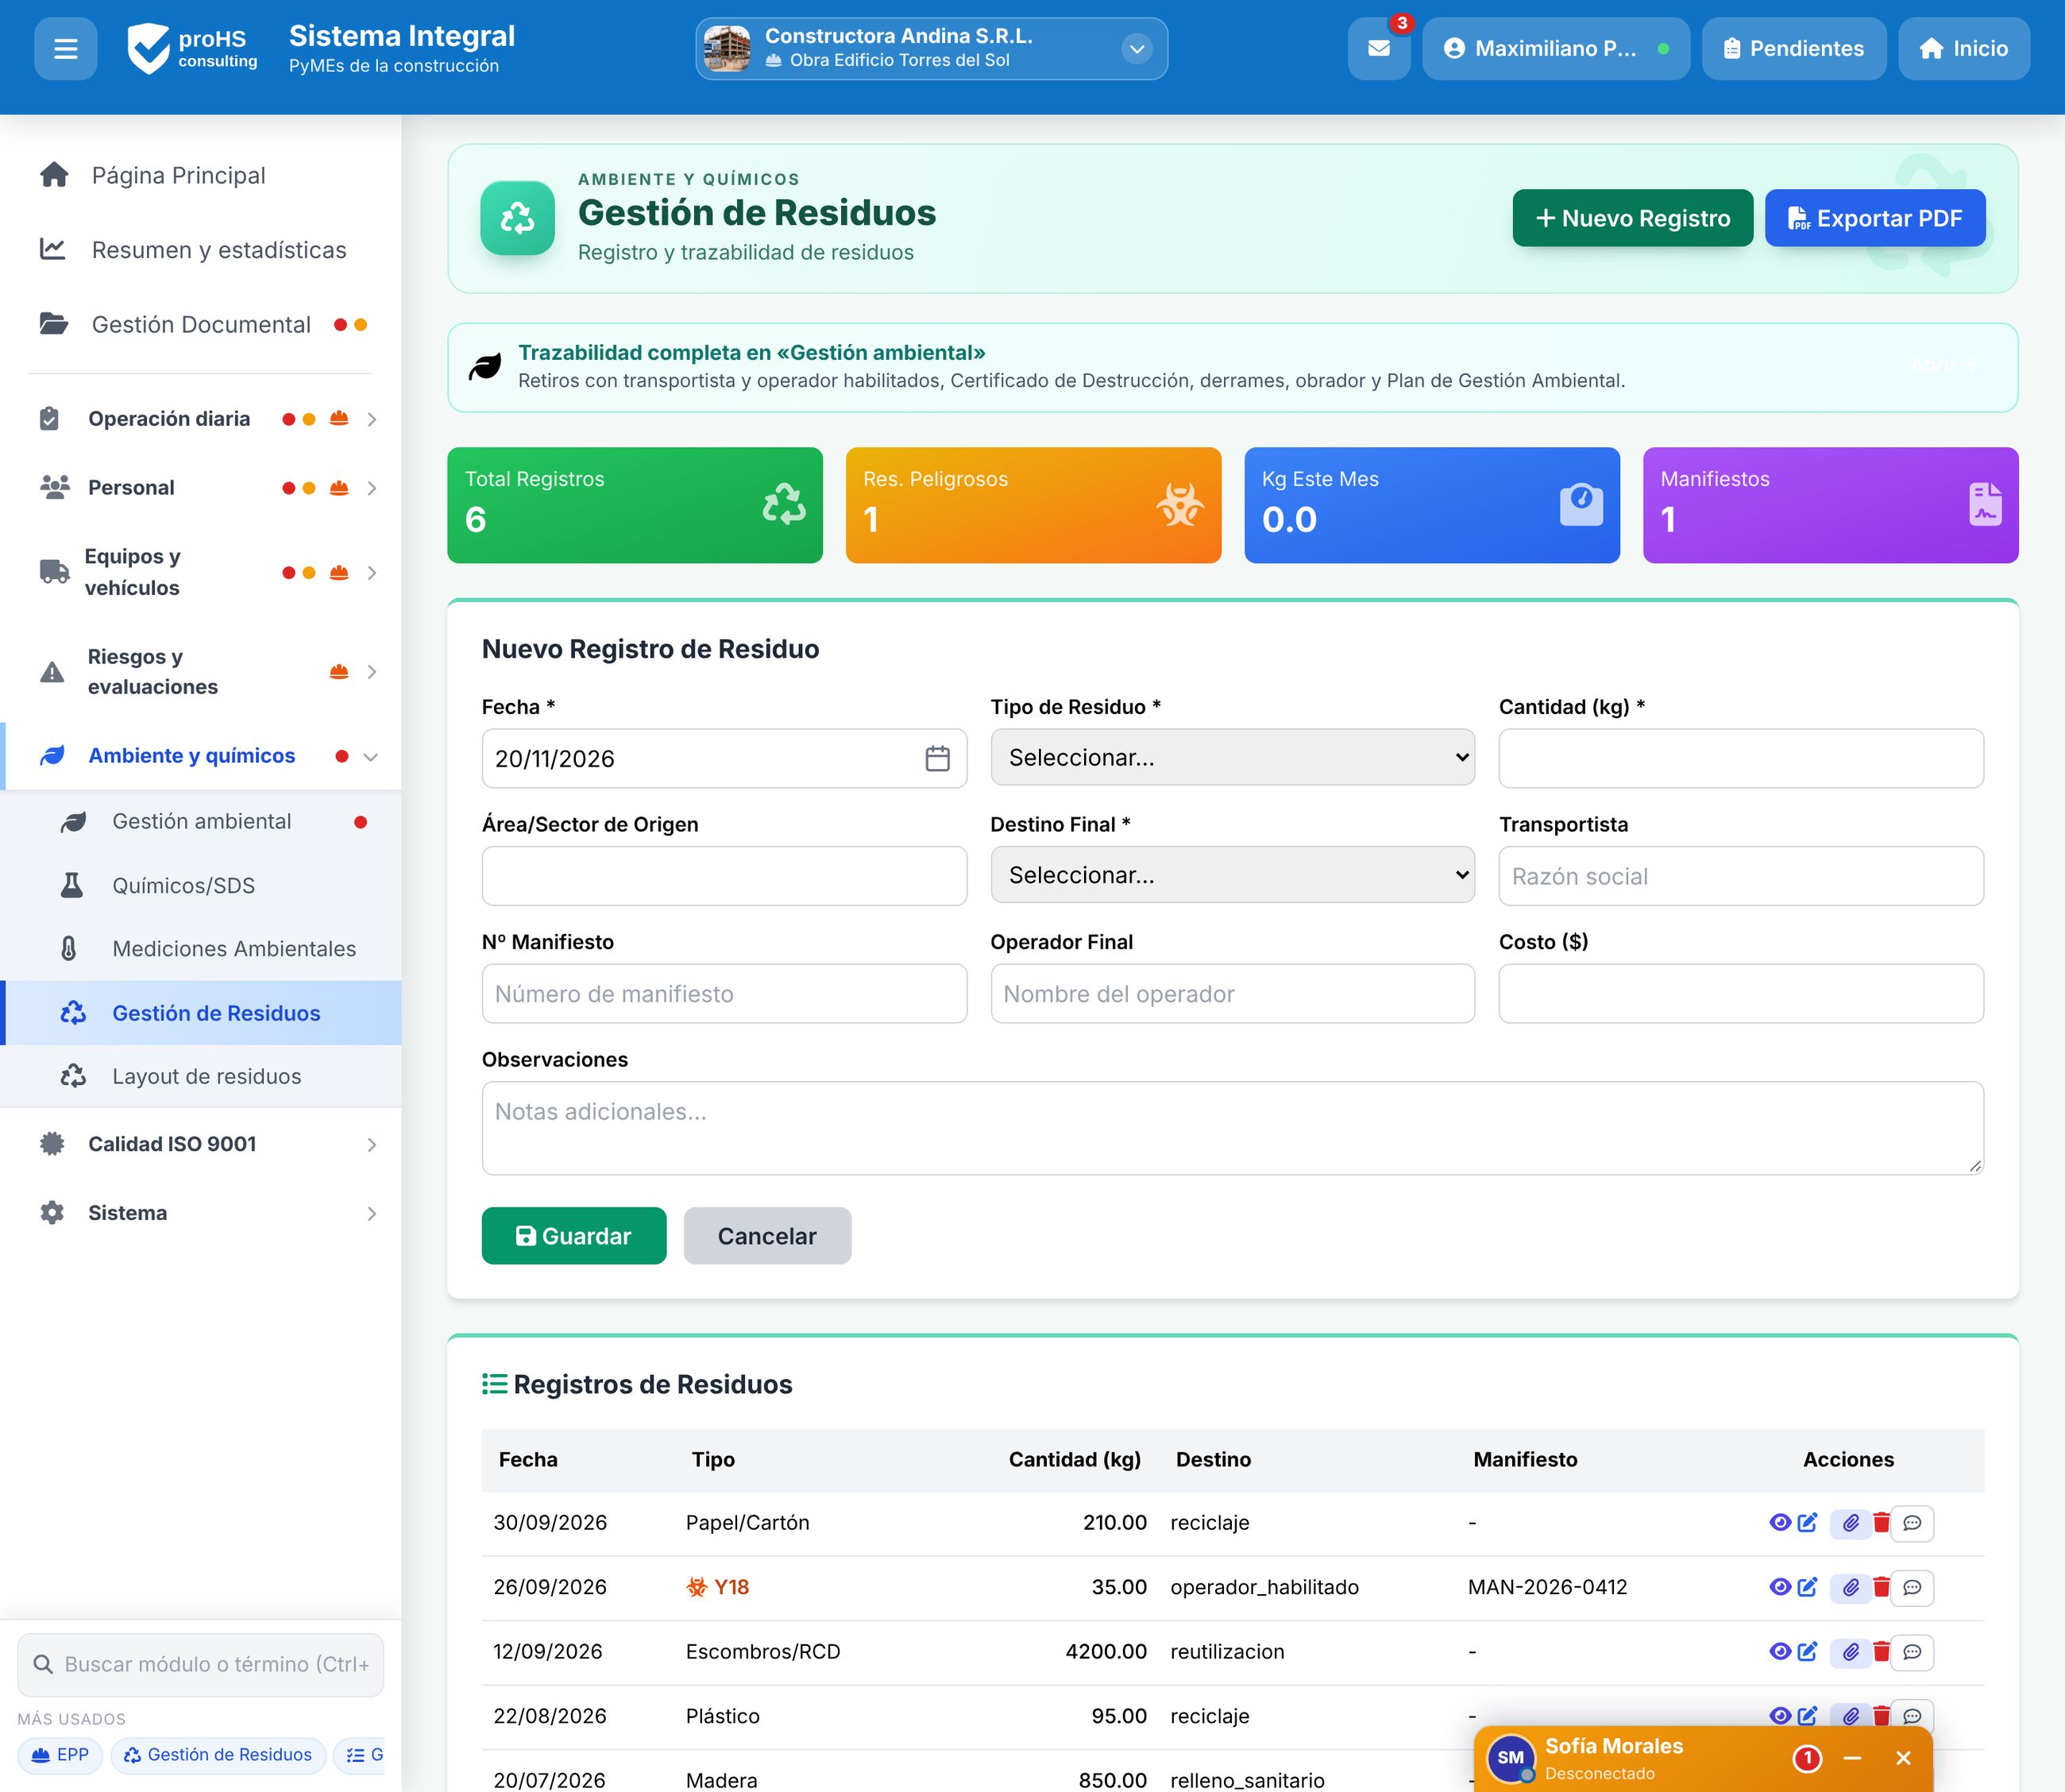 proHS
consulting
Sistema Integral
PyMEs de la construcción
Constructora Andina S.R.L.
Obra Edificio Torres del Sol
3
Maximiliano P...
Pendientes
Inicio
Página Principal
Resumen y estadísticas
Gestión Documental
Operación diaria
Personal
Equipos y
vehículos
Riesgos y
evaluaciones
Ambiente y químicos
Gestión ambiental
Químicos/SDS
Mediciones Ambientales
Gestión de Residuos
Layout de residuos
Calidad ISO 9001
Sistema
Buscar módulo o término (Ctrl+
MÁS USADOS
EPP
Gestión de Residuos
G
AMBIENTE Y QUÍMICOS
Gestión de Residuos
Registro y trazabilidad de residuos
Nuevo Registro
PDF Exportar PDF
Trazabilidad completa en «Gestión ambiental»
Retiros con transportista y operador habilitados, Certificado de Destrucción, derrames, obrador y Plan de Gestión Ambiental.
Abrir
Total Registros
6
Res. Peligrosos
1
Kg Este Mes
0.0
Manifiestos
1
Nuevo Registro de Residuo
Fecha * Tipo de Residuo * Cantidad (kg) *
20/11/2026 Seleccionar...
Área/Sector de Origen Destino Final * Transportista
Seleccionar... Razón social
Nº Manifiesto Operador Final Costo ($)
Número de manifiesto Nombre del operador
Observaciones
Notas adicionales...
Guardar Cancelar
Registros de Residuos
Fecha Tipo Cantidad (kg) Destino Manifiesto Acciones
30/09/2026 Papel/Cartón 210.00 reciclaje -
26/09/2026 Y18 35.00 operador_habilitado MAN-2026-0412
12/09/2026 Escombros/RCD 4200.00 reutilizacion -
22/08/2026 Plástico 95.00 reciclaje -
20/07/2026 Madera 850.00 relleno_sanitario -
SM Sofía Morales 1
Desconectado